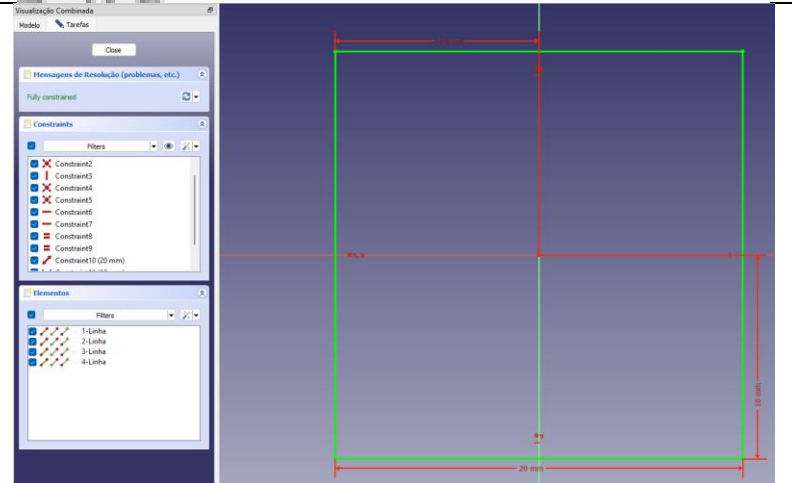 Visualização Combinada
Modelo
Tarefas
Close
Mensagens de Resolução (problemas, etc.)
Fully constrained
Constraints
Filters
Constraint2
Constraint3
Constraint4
Constraint5
Constraint6
Constraint7
Constraint8
Constraint9
Constraint10 (20 mm)
Elementos
Filters
1-Linha
2-Linha
3-Linha
4-Linha
10 mm
20 mm